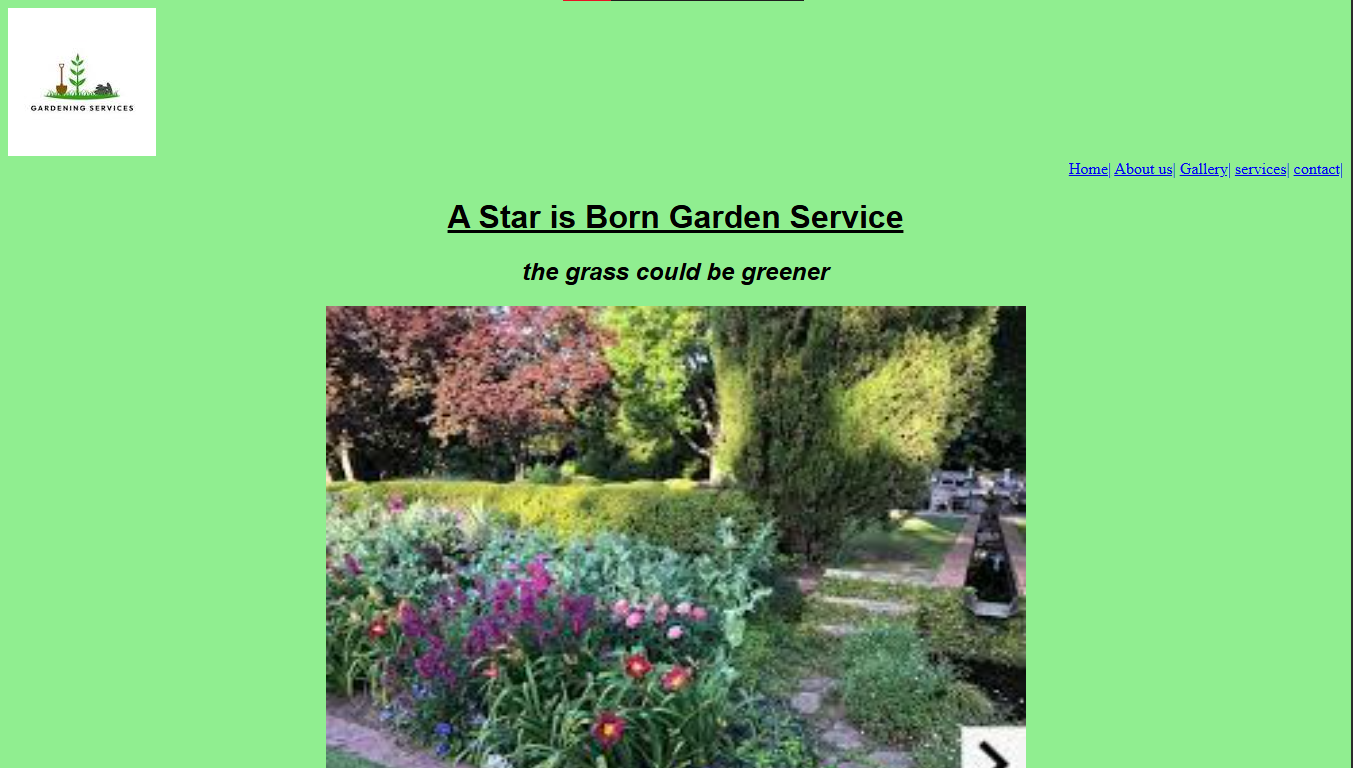 GARDENING SERVICES
Home| About us| Gallery| services| contact|
A Star is Born Garden Service
the grass could be greener